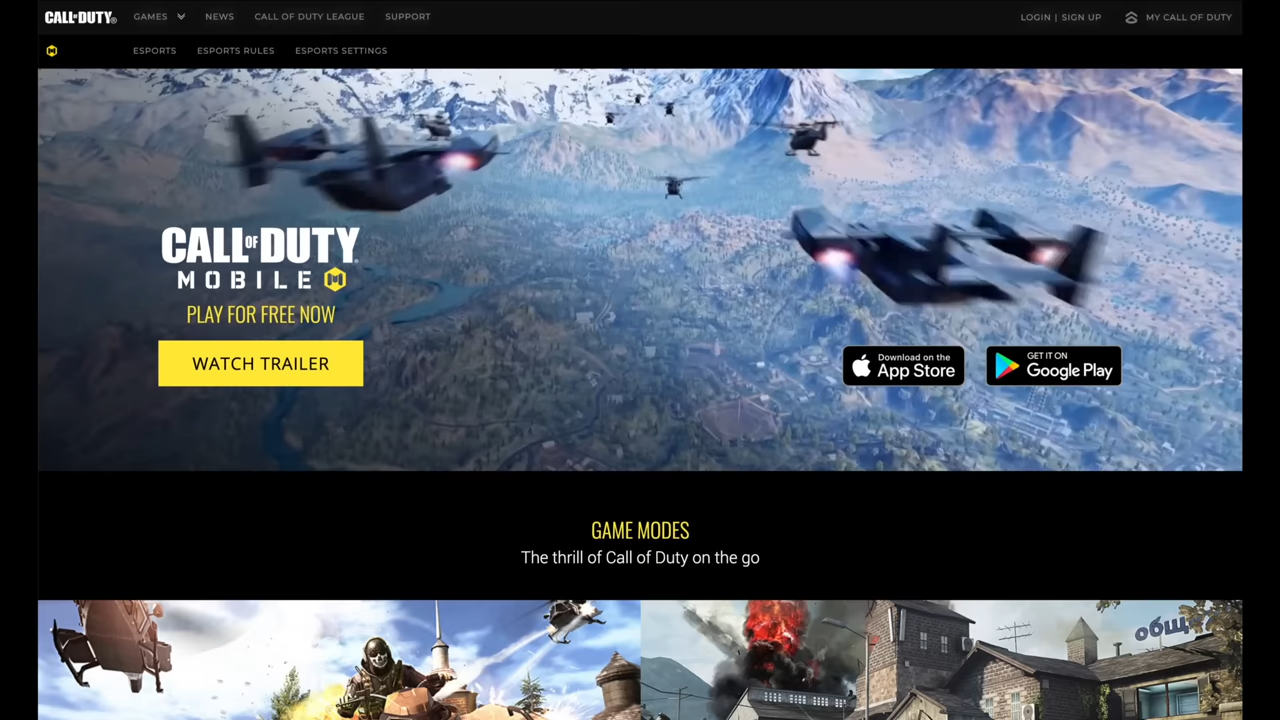 CALL OF DUTY® GAMES NEWS CALL OF DUTY LEAGUE SUPPORT LOGIN | SIGN UP MY CALL OF DUTY
ESPORTS ESPORTS RULES ESPORTS SETTINGS
CALL OF DUTY®
MOBILE
PLAY FOR FREE NOW
WATCH TRAILER
Download on the
App Store
GET IT ON
Google Play
GAME MODES
The thrill of Call of Duty on the go